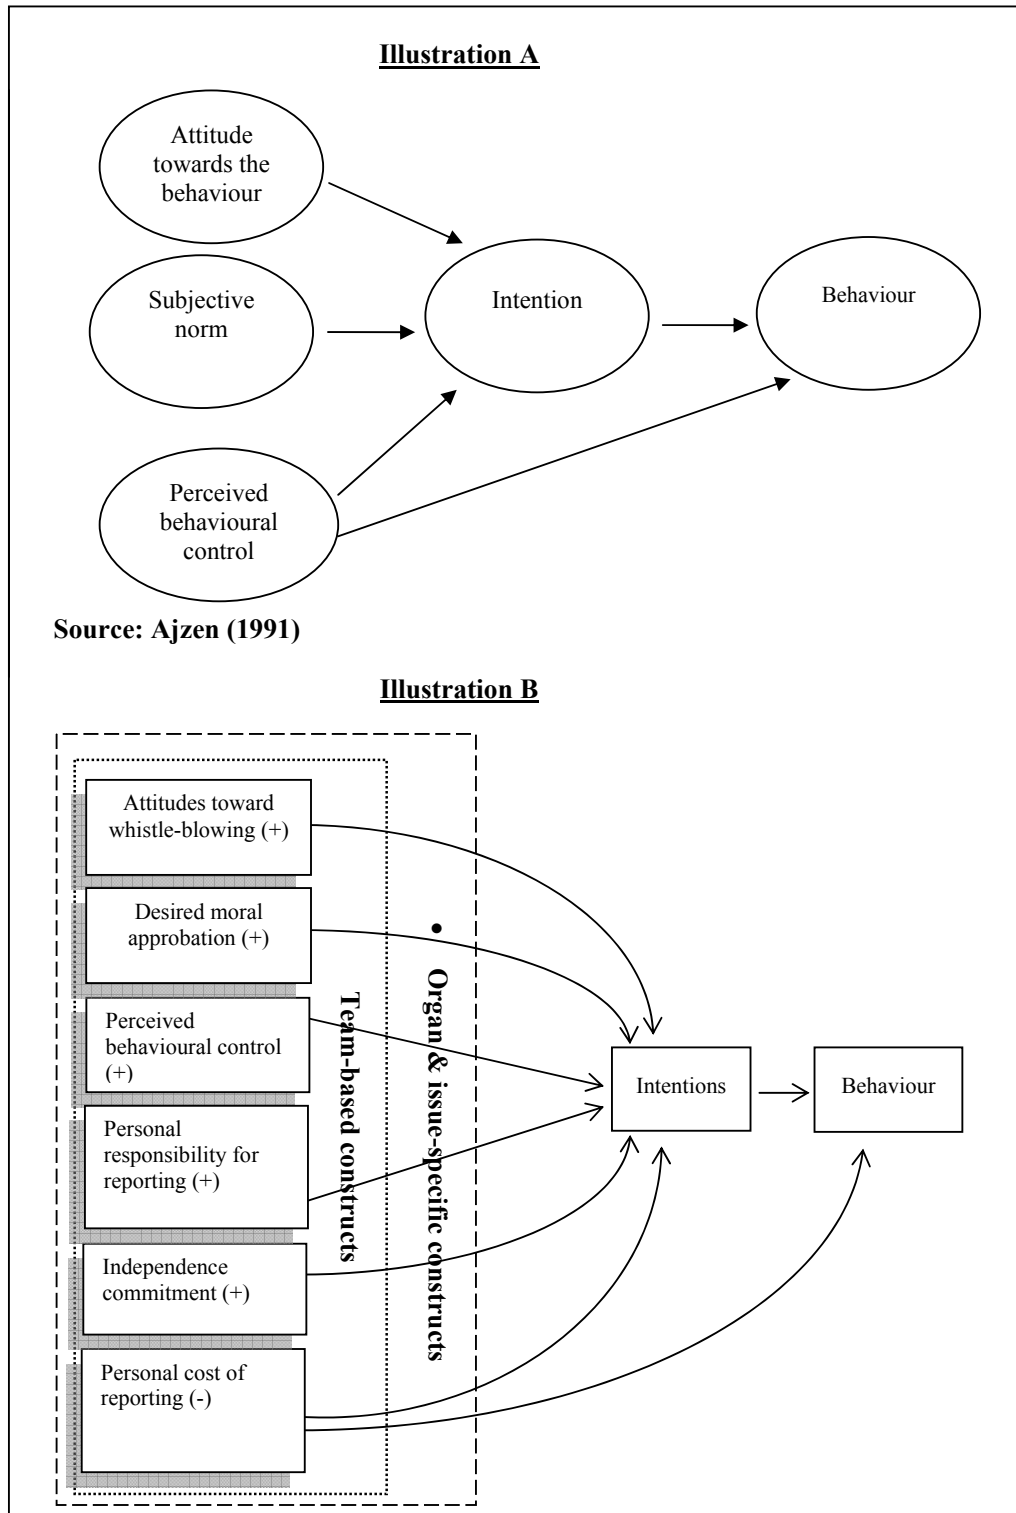 Illustration A
Attitude
towards the
behaviour
Subjective
norm
Perceived
behavioural
control
Intention
Behaviour
Source: Ajzen (1991)
Illustration B
Attitudes toward
whistle-blowing (+)
Desired moral
approbation (+)
Perceived
behavioural control
(+)
Personal
responsibility for
reporting (+)
Independence
commitment (+)
Personal cost of
reporting (-)
Team-based constructs
• Organ & issue-specific constructs
Intentions
Behaviour